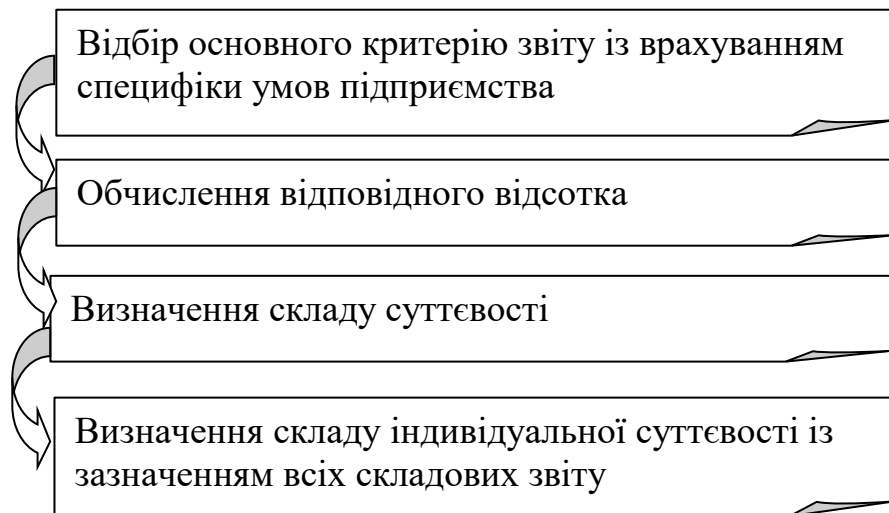 Відбір основного критерію звіту із врахуванням
специфіки умов підприємства
Обчислення відповідного відсотка
Визначення складу суттєвості
Визначення складу індивідуальної суттєвості із
зазначенням всіх складових звіту